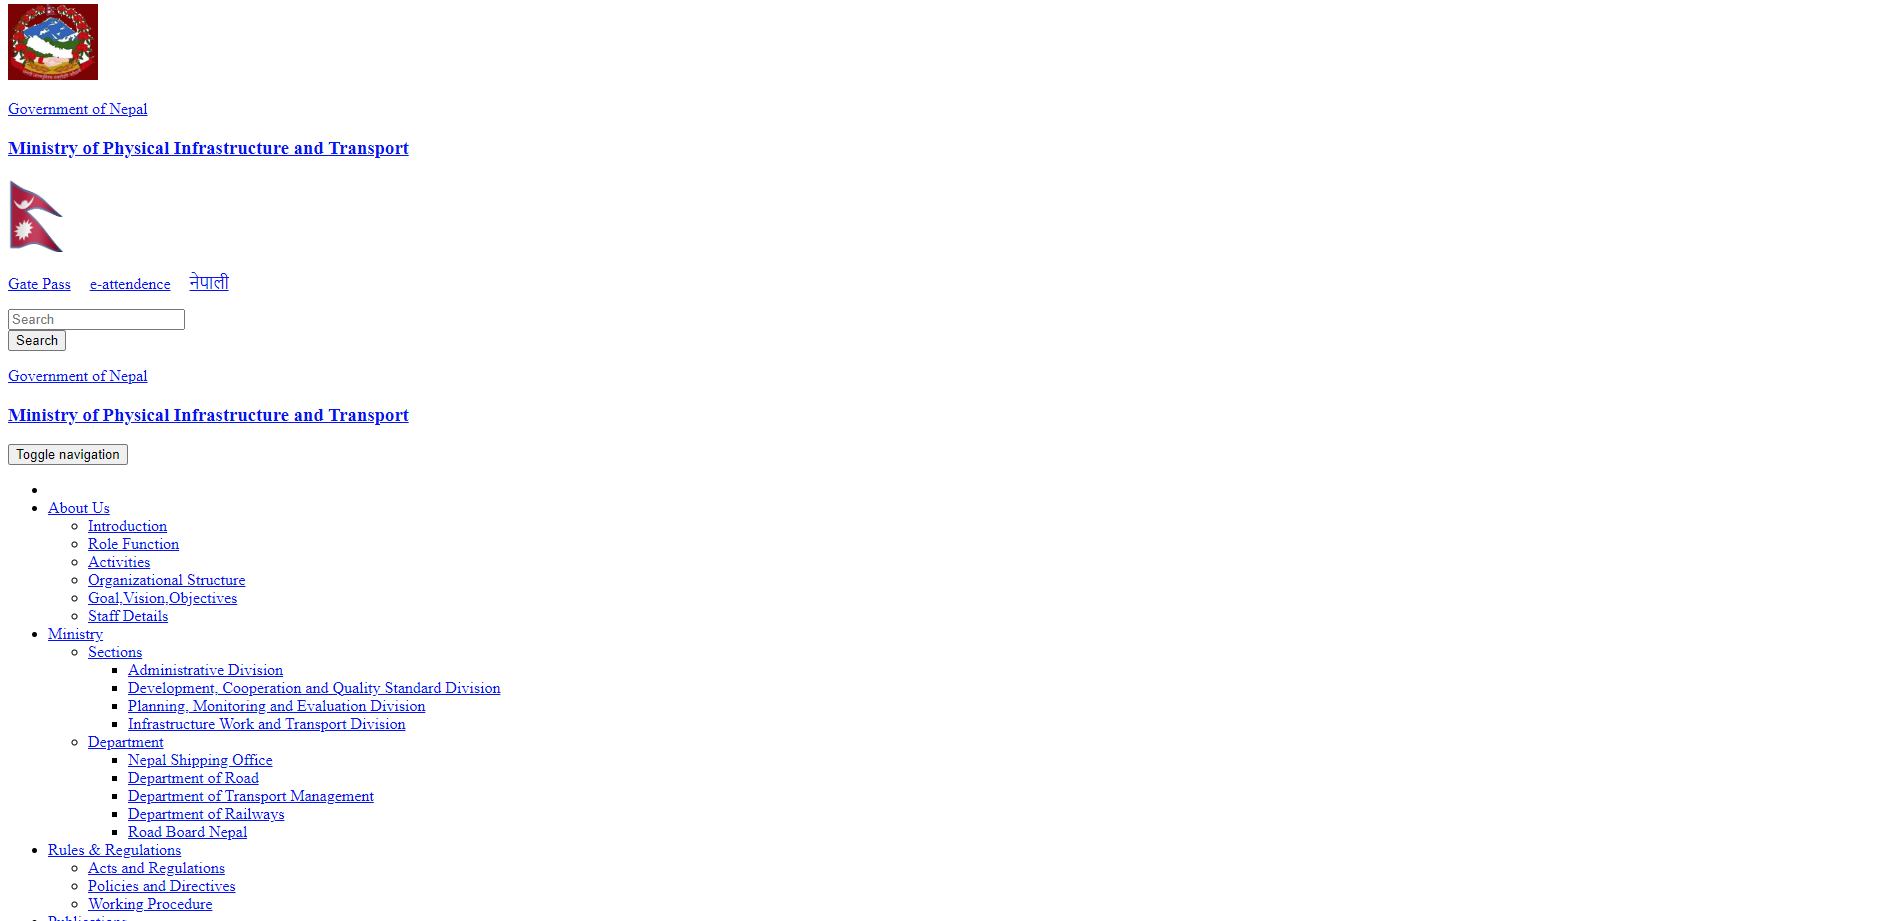 Government of Nepal
Ministry of Physical Infrastructure and Transport
Gate Pass e-attendence नेपाली
Search
Search
Government of Nepal
Ministry of Physical Infrastructure and Transport
Toggle navigation
About Us
Introduction
Role Function
Activities
Organizational Structure
Goal,Vision,Objectives
Staff Details
Ministry
Sections
Administrative Division
Development, Cooperation and Quality Standard Division
Planning, Monitoring and Evaluation Division
Infrastructure Work and Transport Division
Department
Nepal Shipping Office
Department of Road
Department of Transport Management
Department of Railways
Road Board Nepal
Rules & Regulations
Acts and Regulations
Policies and Directives
Working Procedure
Publications